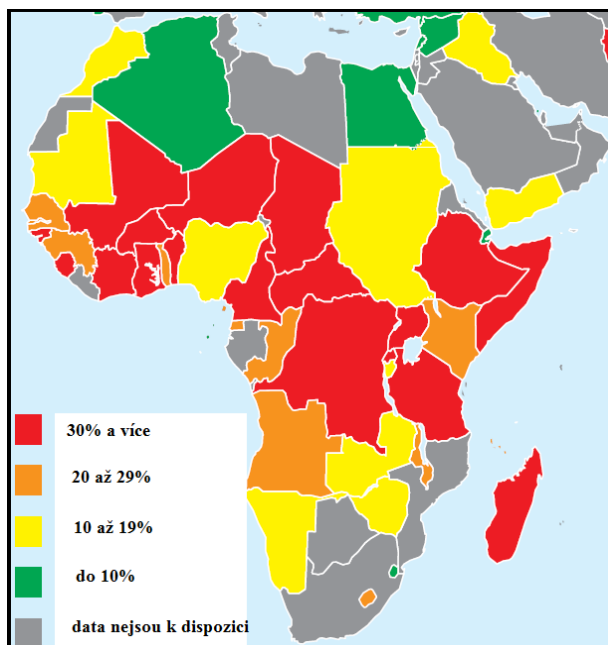 30% a více
20 až 29%
10 až 19%
do 10%
data nejsou k dispozici